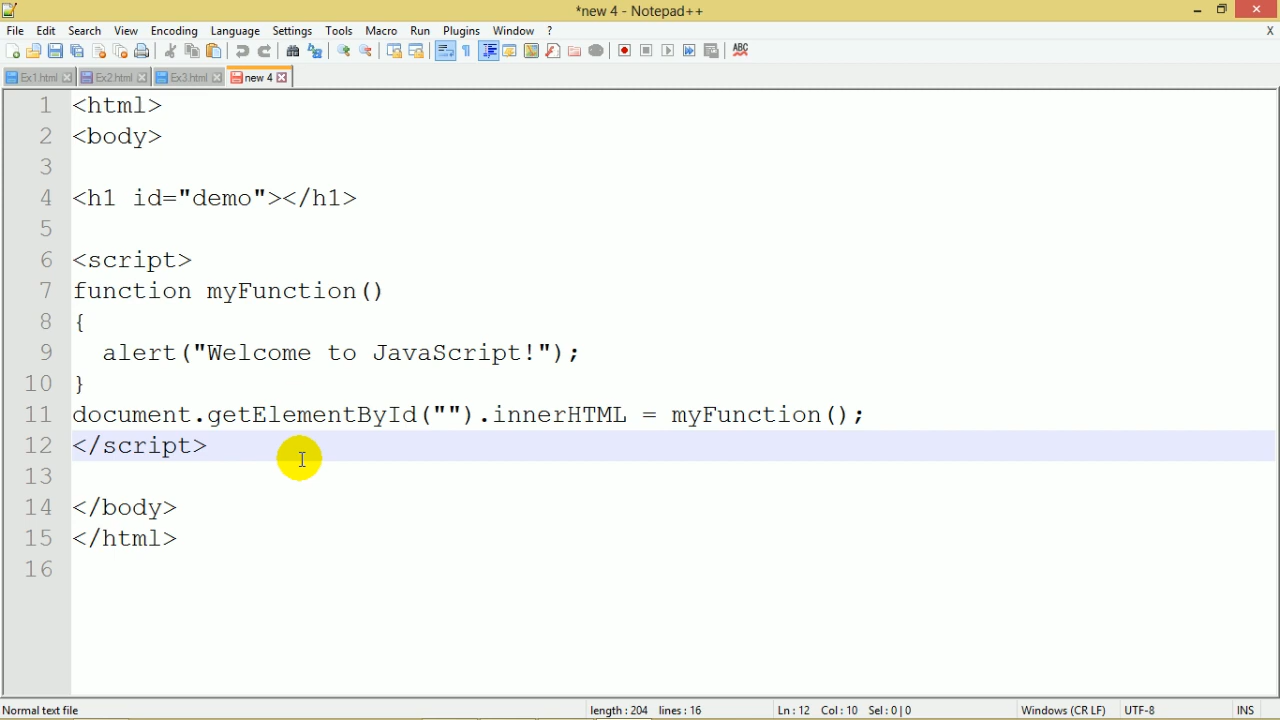 *new 4 - Notepad++
File Edit Search View Encoding Language Settings Tools Macro Run Plugins Window ? X
ABC
Ex1.html Ex2.html Ex3.html new 4
1 <html>
2 <body>
3
4 <h1 id="demo"></h1>
5
6 <script>
7 function myFunction()
8 {
9 alert("Welcome to JavaScript!");
10 }
11 document.getElementById("").innerHTML = myFunction();
12 </script>
13
14 </body>
15 </html>
16
Normal text file length : 204 lines : 16 Ln : 12 Col : 10 Sel : 0 | 0 Windows (CR LF) UTF-8 INS